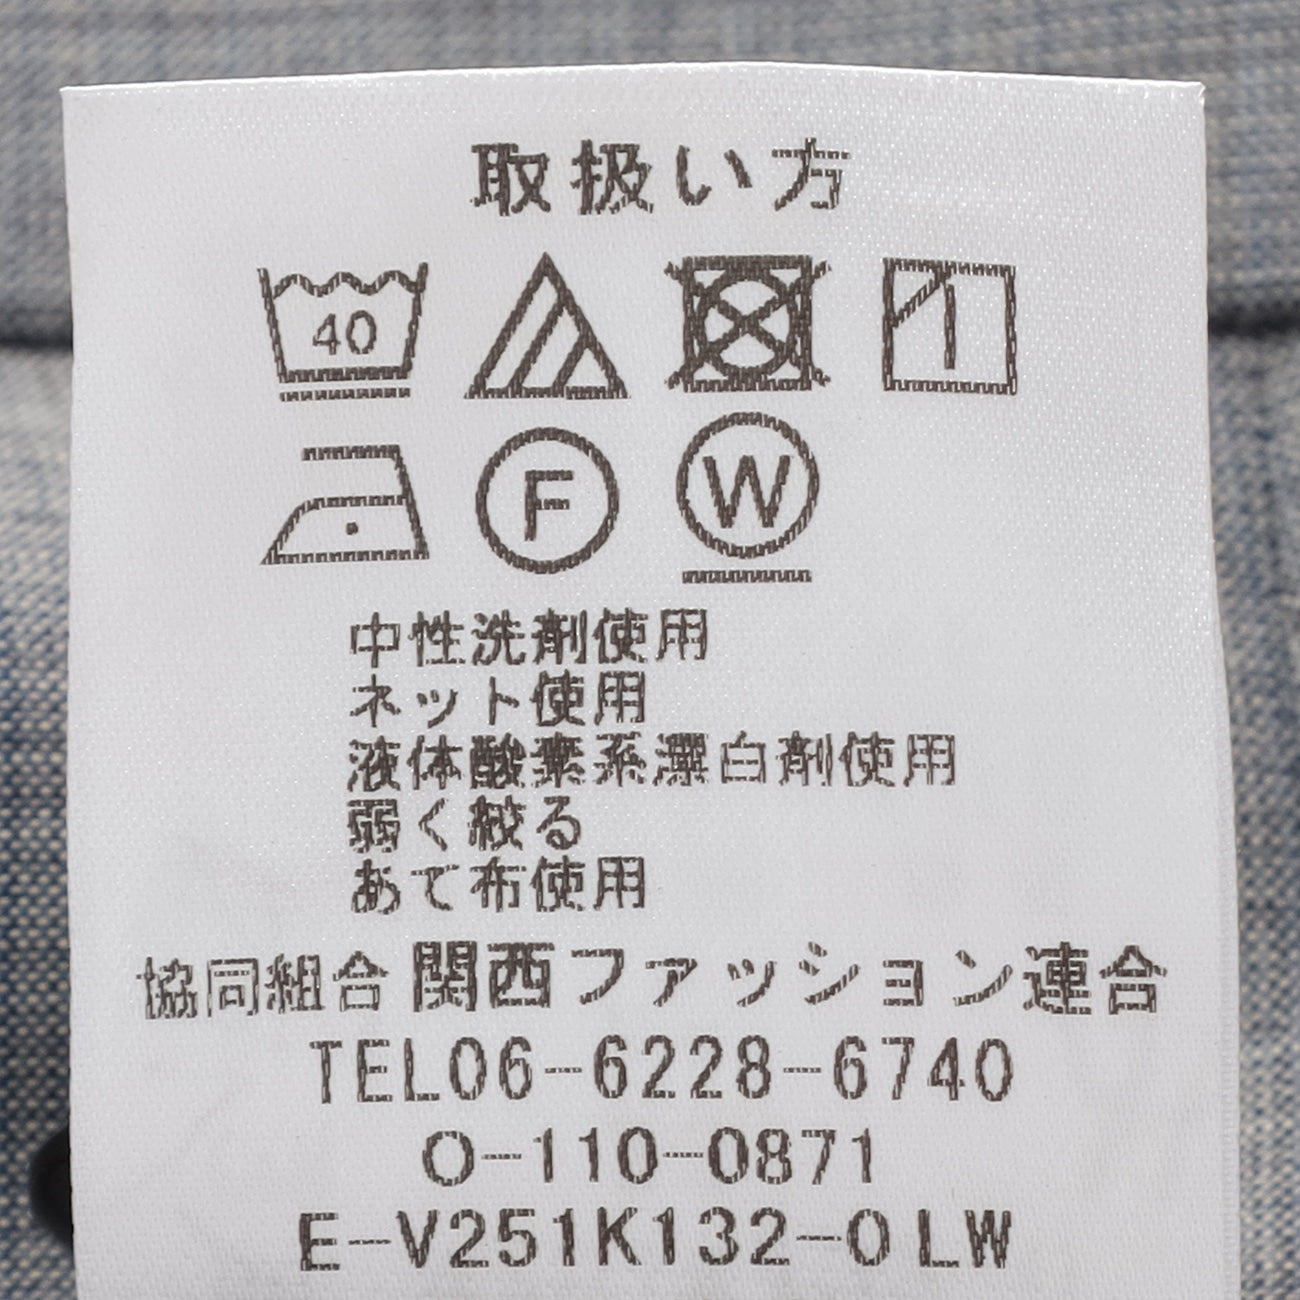 取扱い方
40
F W
中性洗剤使用
ネット使用
液体酸素系漂白剤使用
弱く絞る
あて布使用
協同組合 関西ファッション連合
TEL06-6228-6740
O-110-0871
E-V251K132-O LW